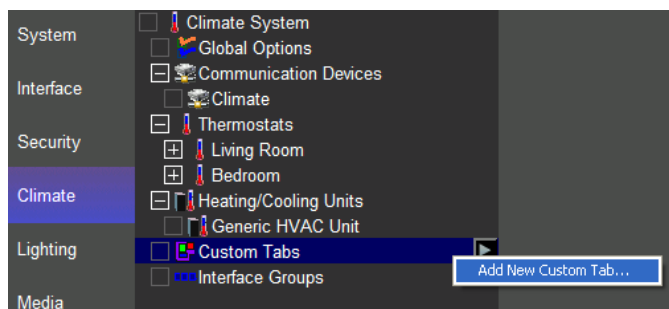 System
Interface
Security
Climate
Lighting
Media
Climate System
Global Options
Communication Devices
Climate
Thermostats
Living Room
Bedroom
Heating/Cooling Units
Generic HVAC Unit
Custom Tabs
Interface Groups
Add New Custom Tab...